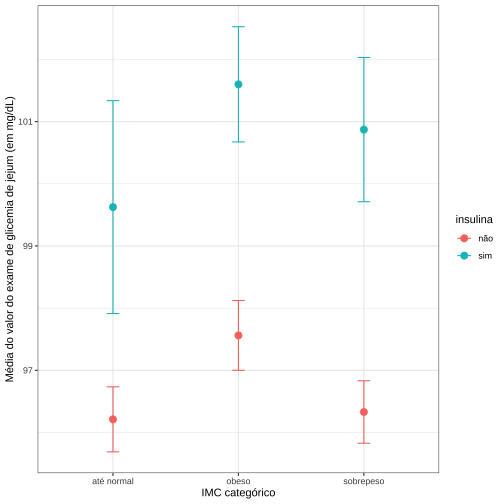 Média do valor do exame de glicemia de jejum (em mg/dL)
101
99
97
até normal
obeso
sobrepeso
IMC categórico
insulina
não
sim